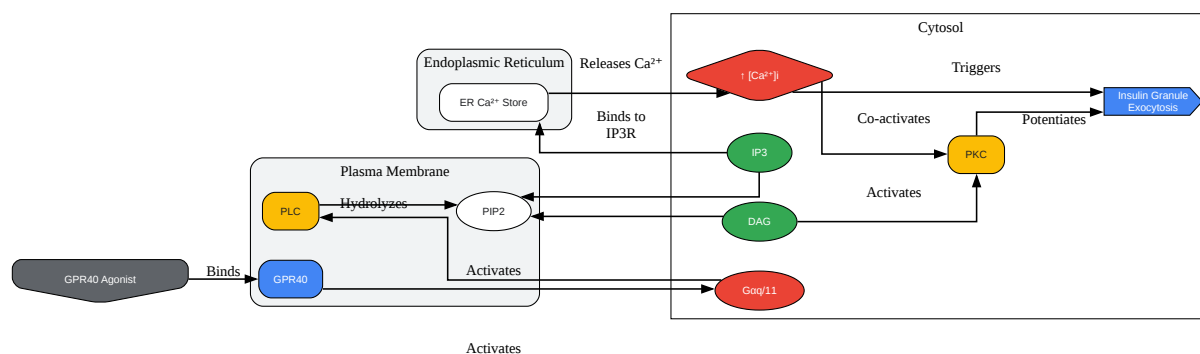 Cytosol
Endoplasmic Reticulum
Releases Ca²⁺
↑ [Ca²⁺]i
Triggers
ER Ca²⁺ Store
Insulin Granule
Exocytosis
Binds to
IP3R
Co-activates
Potentiates
IP3
PKC
Plasma Membrane
Activates
PLC
Hydrolyzes
PIP2
DAG
GPR40 Agonist
Binds
GPR40
Activates
Gαq/11
Activates